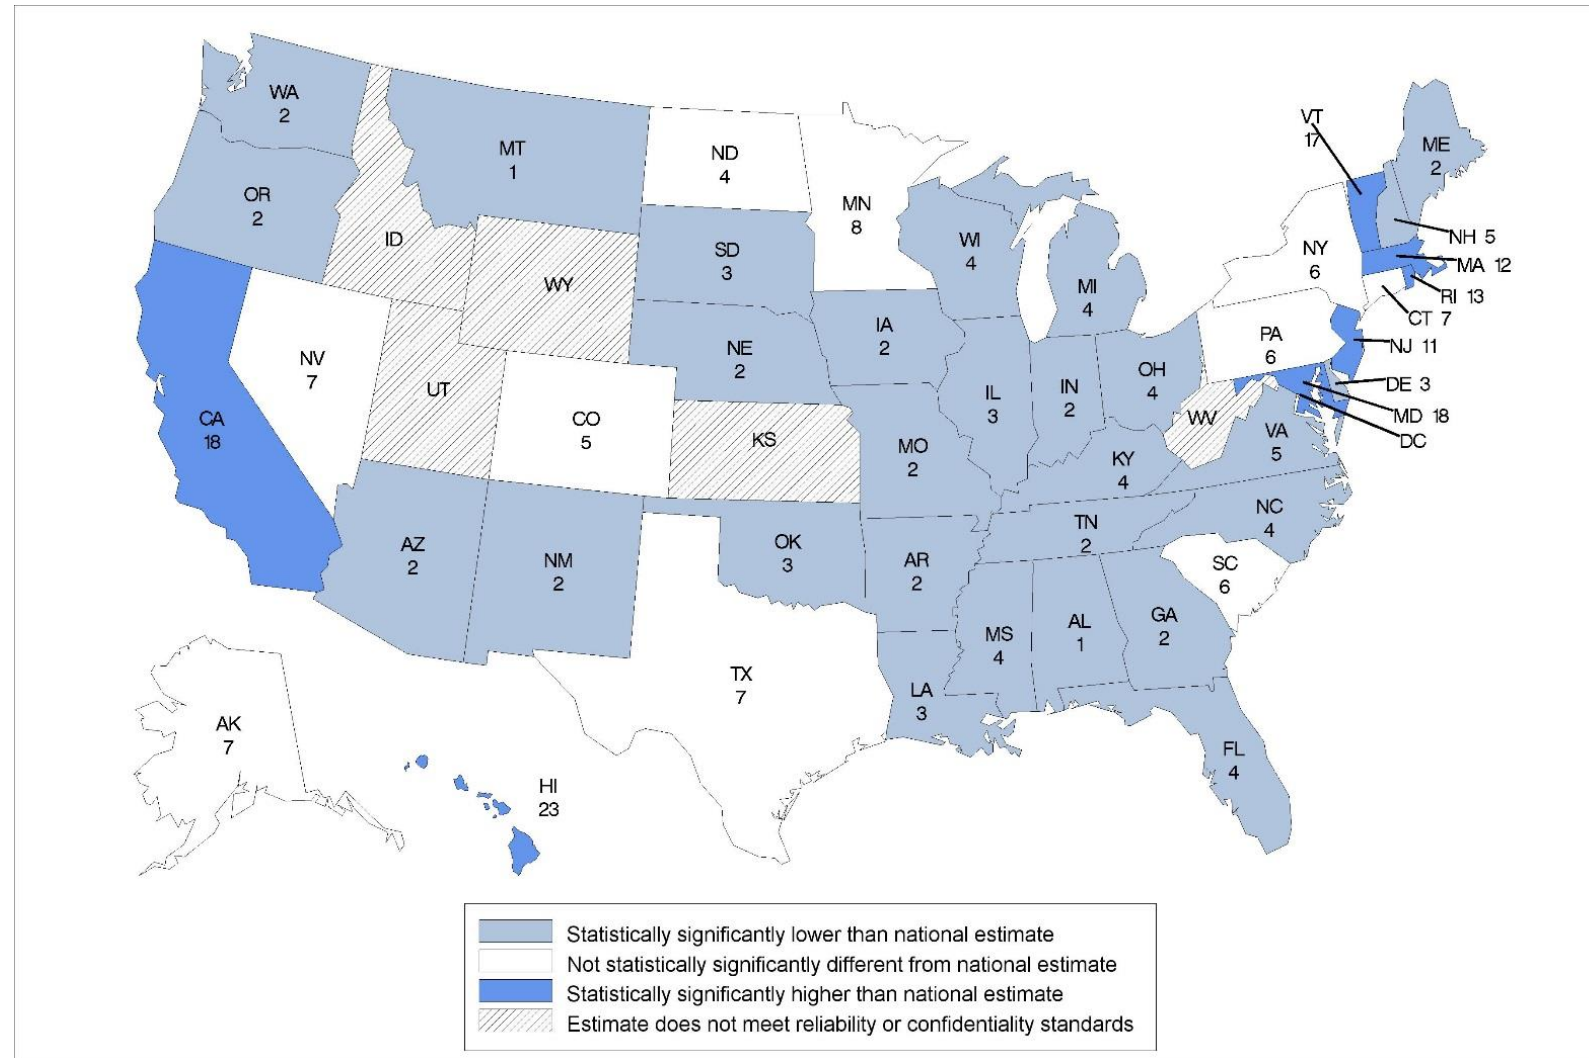 WA
2
MT
1
ND
4
MN
8
VT
17
ME
2
OR
2
ID
SD
3
WI
4
MI
4
NY
6
NH 5
MA 12
RI 13
CT 7
WY
NV
7
UT
NE
2
IA
2
PA
6
NJ 11
CA
18
CO
5
KS
IL
3
IN
2
OH
4
WV
DE 3
MD 18
DC
MO
2
KY
4
VA
5
AZ
2
NM
2
OK
3
AR
2
TN
2
NC
4
SC
6
MS
4
AL
1
GA
2
TX
7
LA
3
AK
7
HI
23
FL
4
Statistically significantly lower than national estimate
Not statistically significantly different from national estimate
Statistically significantly higher than national estimate
Estimate does not meet reliability or confidentiality standards